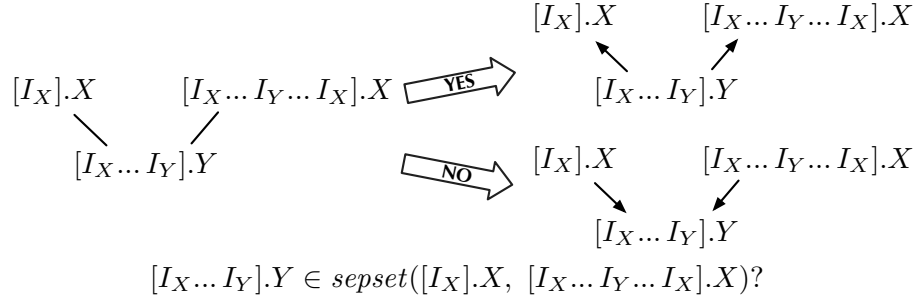 [I_X].X [I_X... I_Y... I_X].X
[I_X].X [I_X... I_Y... I_X].X
YES
[I_X... I_Y].Y
[I_X... I_Y].Y
[I_X].X [I_X... I_Y... I_X].X
NO
[I_X... I_Y].Y
[I_X... I_Y].Y ∈ sepset([I_X].X, [I_X... I_Y... I_X].X)?